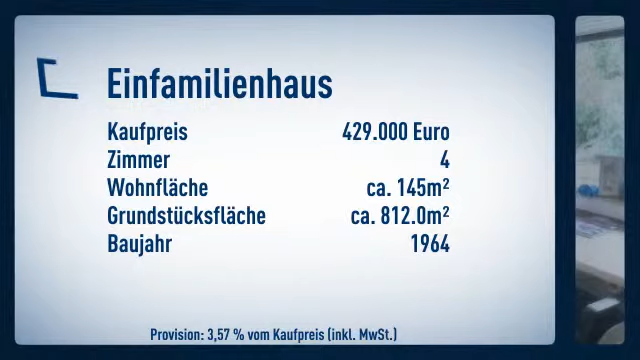 Einfamilienhaus
Kaufpreis 429.000 Euro
Zimmer 4
Wohnfläche ca. 145m²
Grundstücksfläche ca. 812.0m²
Baujahr 1964
Provision: 3,57 % vom Kaufpreis (inkl. MwSt.)